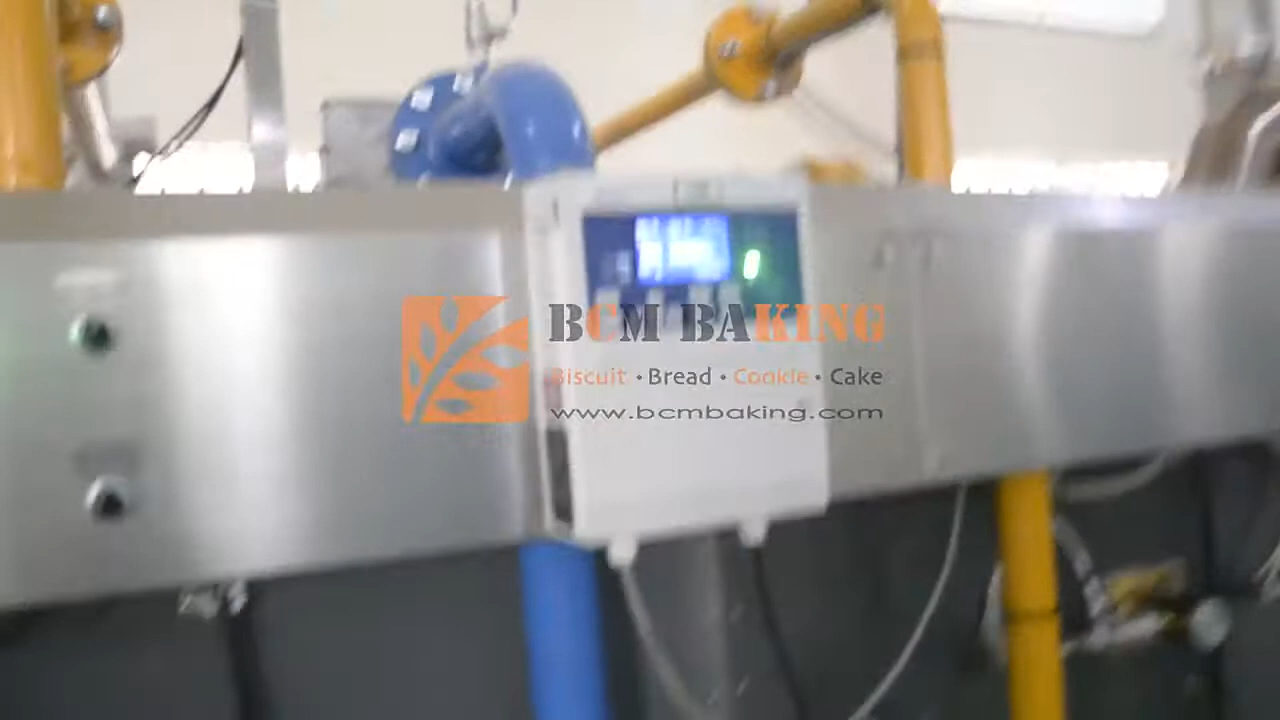 BCM BAKING
Biscuit • Bread • Cookie • Cake
www.bcmbaking.com